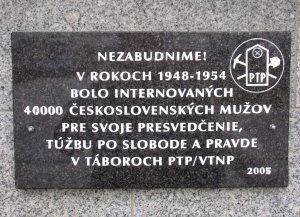 NEZABUDNIME!
PTP
V ROKOCH 1948-1954
BOLO INTERNOVANÝCH
40000 ČESKOSLOVENSKÝCH MUŽOV
PRE SVOJE PRESVEDČENIE,
TÚŽBU PO SLOBODE A PRAVDE
V TÁBOROCH PTP/VTNP
2005